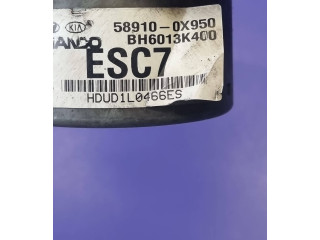 58910-0X950
KIA
MANDO BH6013K400
ESC7
HDUD1L0466ES